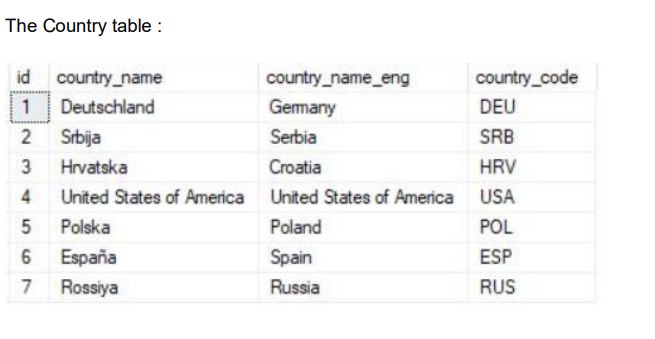 The Country table :
id country_name country_name_eng country_code
1 Deutschland Germany DEU
2 Srbija Serbia SRB
3 Hrvatska Croatia HRV
4 United States of America United States of America USA
5 Polska Poland POL
6 España Spain ESP
7 Rossiya Russia RUS